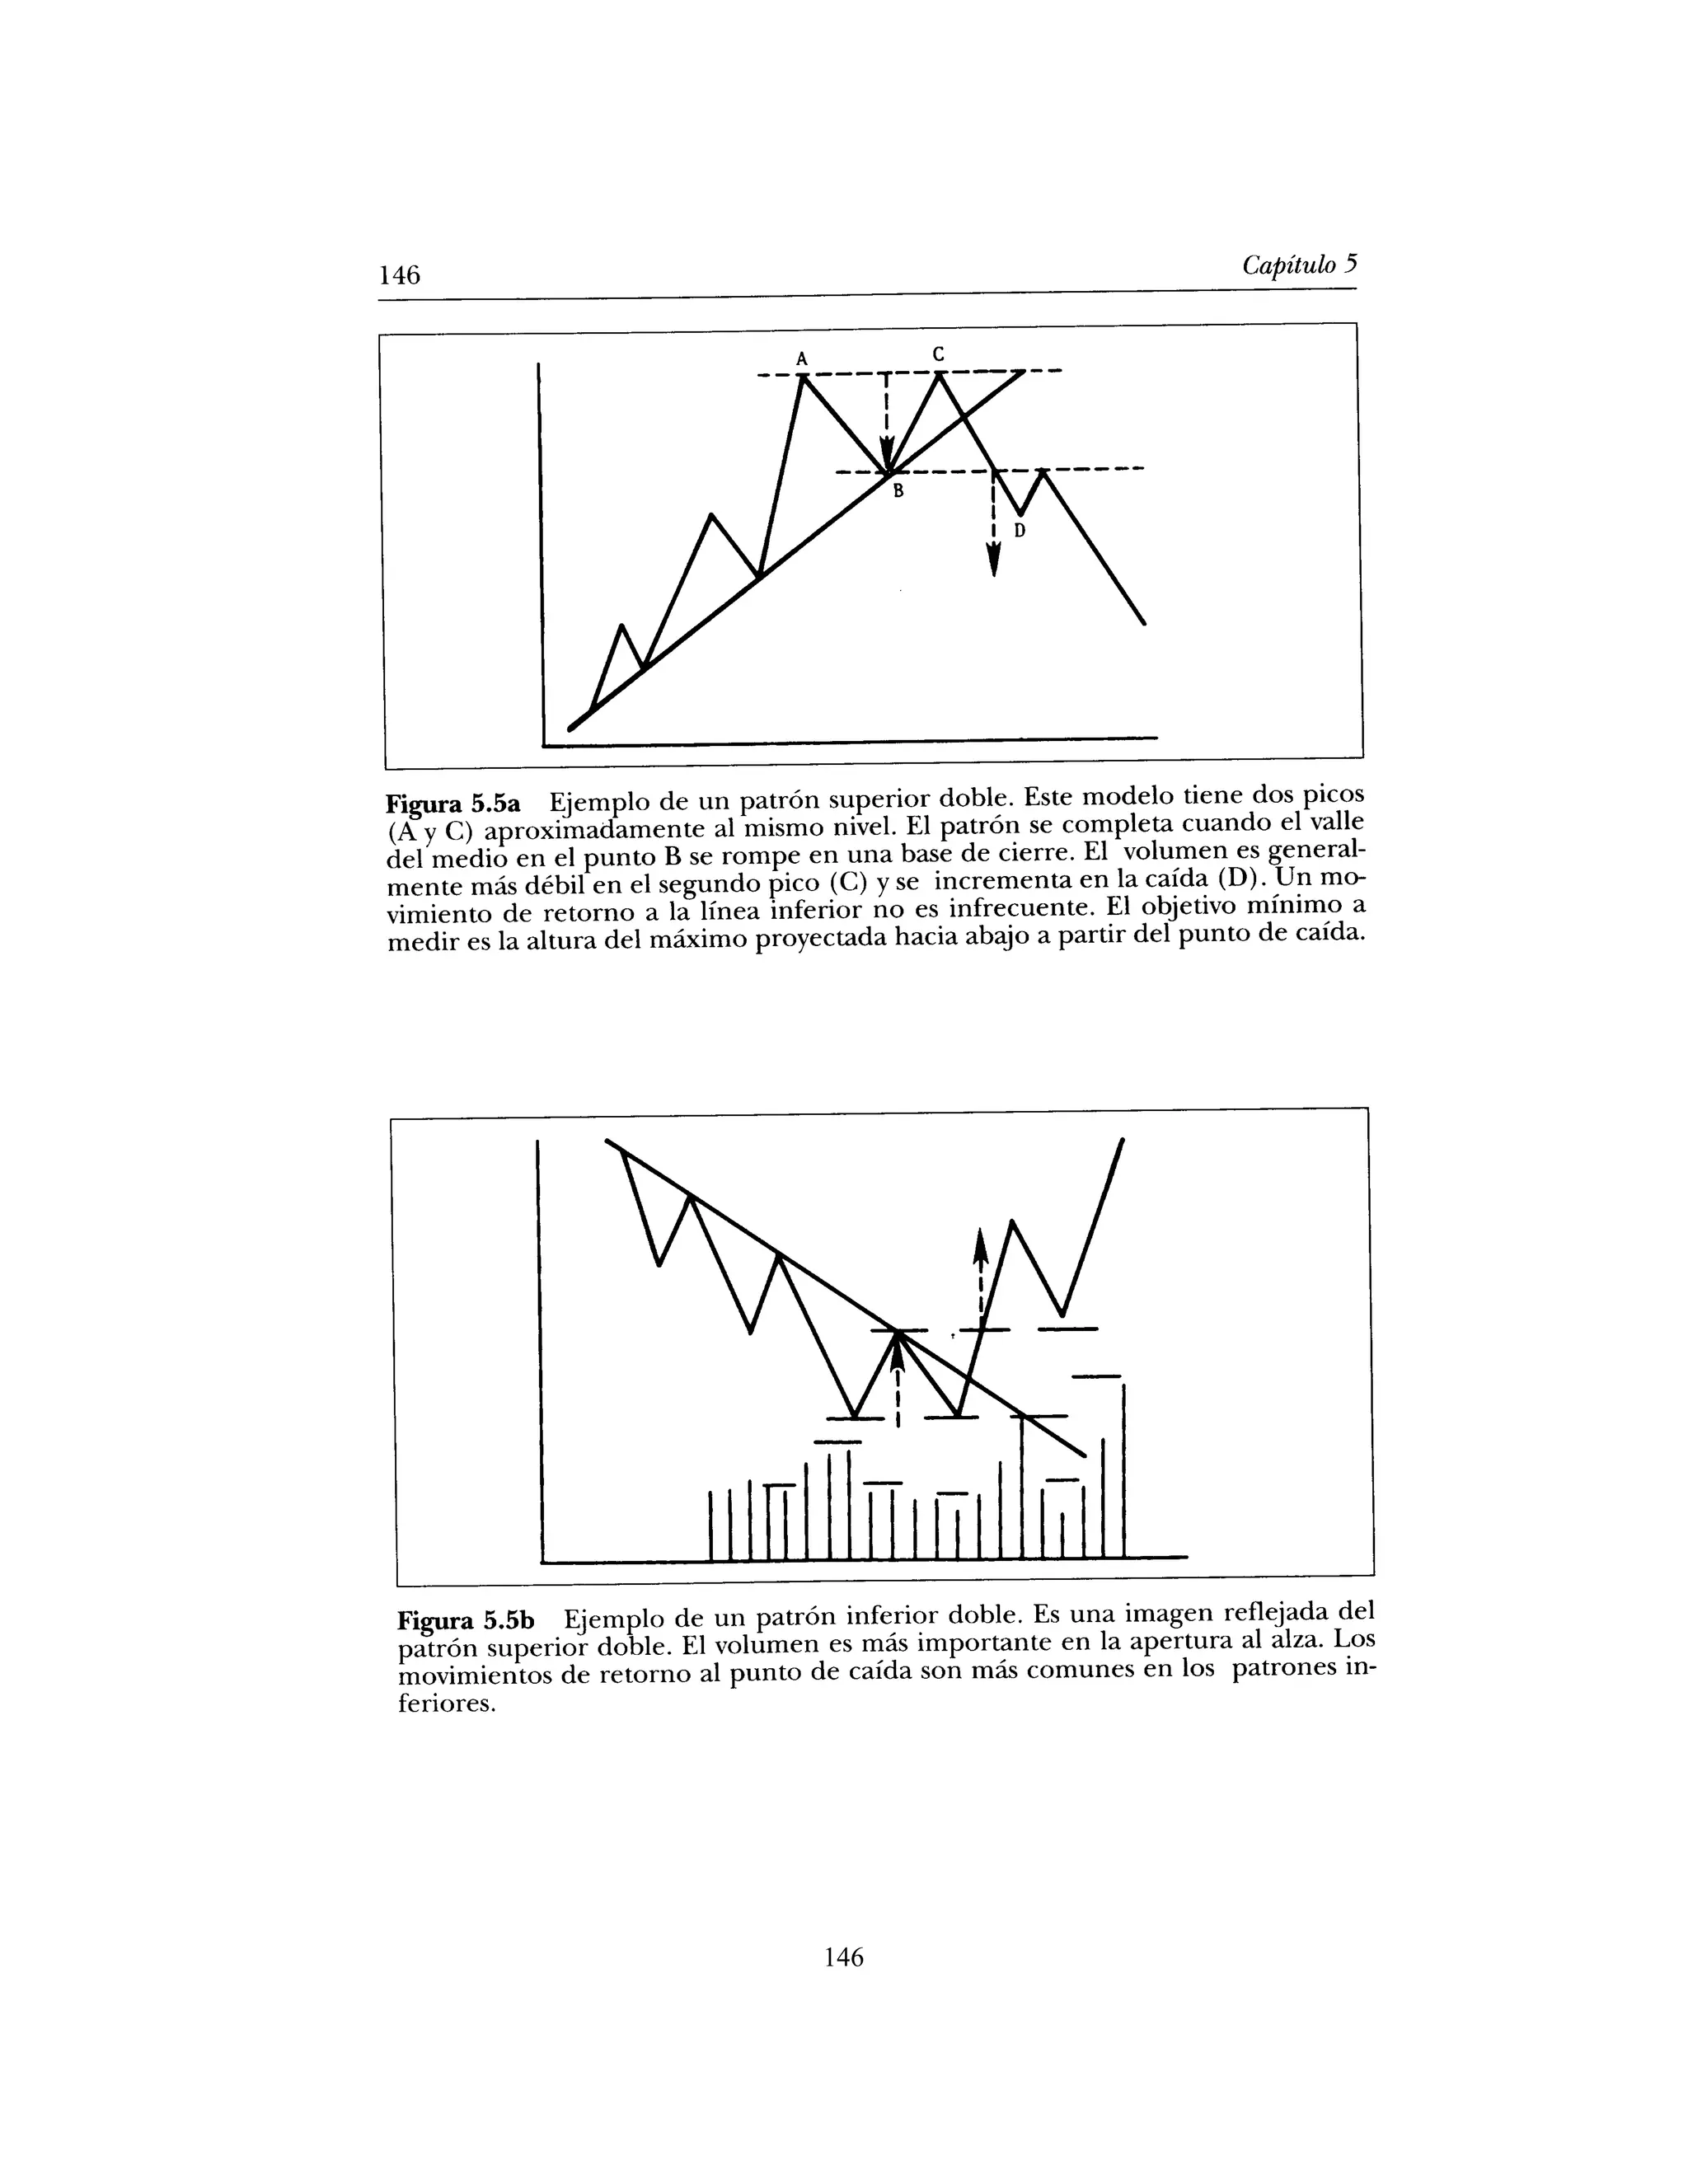 146
Capítulo 5
A
C
B
D
Figura 5.5a Ejemplo de un patrón superior doble. Este modelo tiene dos picos
(A y C) aproximadamente al mismo nivel. El patrón se completa cuando el valle
del medio en el punto B se rompe en una base de cierre. El volumen es general-
mente más débil en el segundo pico (C) y se incrementa en la caída (D). Un mo-
vimiento de retorno a la línea inferior no es infrecuente. El objetivo mínimo a
medir es la altura del máximo proyectada hacia abajo a partir del punto de caída.
Figura 5.5b Ejemplo de un patrón inferior doble. Es una imagen reflejada del
patrón superior doble. El volumen es más importante en la apertura al alza. Los
movimientos de retorno al punto de caída son más comunes en los patrones in-
feriores.
146